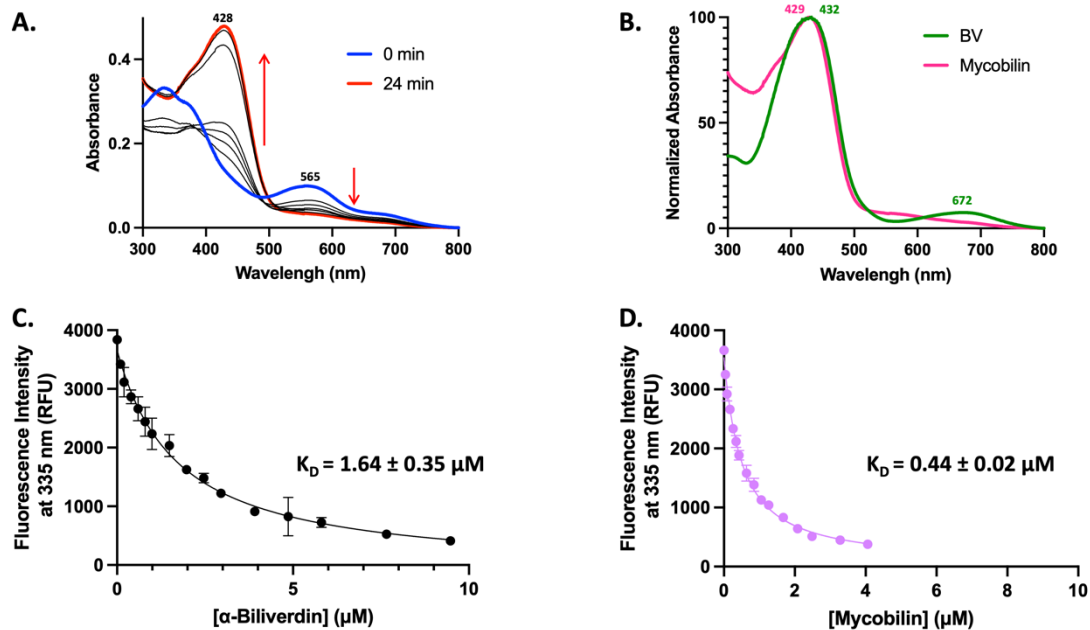 A.
428
0 min
24 min
565
Absorbance
0.4
0.2
0.0
300 400 500 600 700 800
Wavelengh (nm)
B.
429 432
BV
Mycobilin
672
Normalized Absorbance
100
50
0
300 400 500 600 700 800
Wavelengh (nm)
C.
Fluorescence Intensity
at 335 nm (RFU)
4000
3000
2000
1000
0
K_D = 1.64 ± 0.35 µM
0 5 10
[α-Biliverdin] (µM)
D.
Fluorescence Intensity
at 335 nm (RFU)
4000
3000
2000
1000
0
K_D = 0.44 ± 0.02 µM
0 2 4 6 8 10
[Mycobilin] (µM)